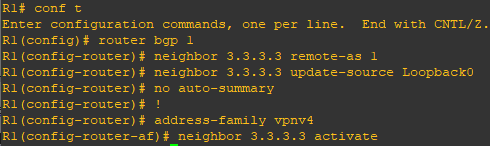 R1# conf t
Enter configuration commands, one per line.  End with CNTL/Z.
R1(config)# router bgp 1
R1(config-router)# neighbor 3.3.3.3 remote-as 1
R1(config-router)# neighbor 3.3.3.3 update-source Loopback0
R1(config-router)# no auto-summary
R1(config-router)# !
R1(config-router)# address-family vpnv4
R1(config-router-af)# neighbor 3.3.3.3 activate